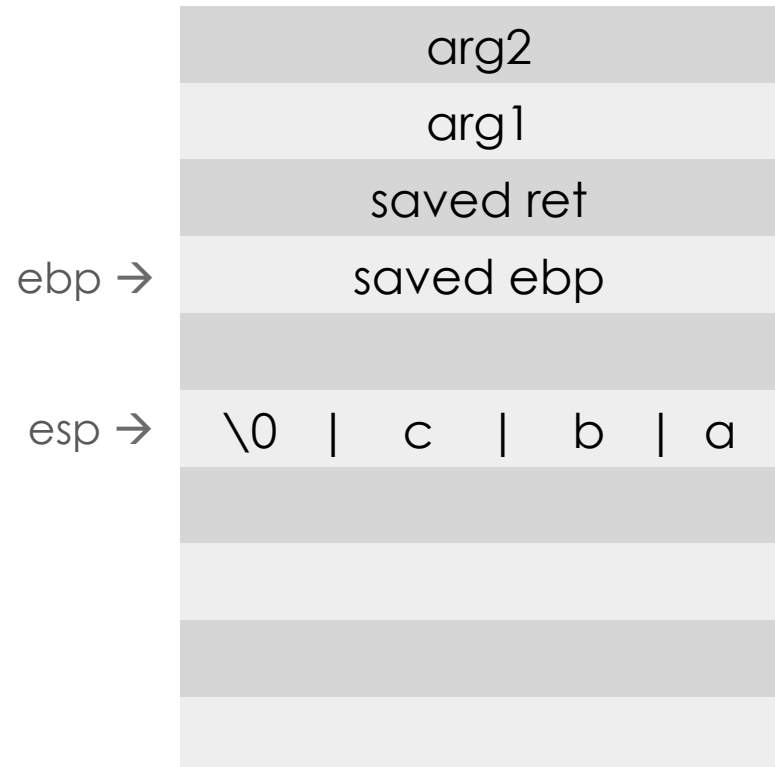 arg2
arg1
saved ret
ebp → saved ebp
esp → \0 | c | b | a